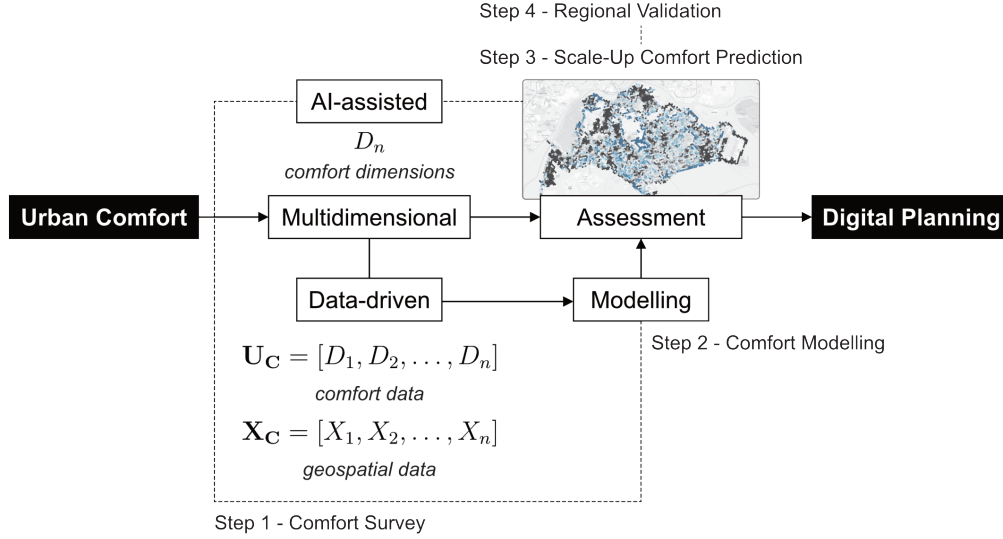 Step 4 - Regional Validation
Step 3 - Scale-Up Comfort Prediction
AI-assisted
D_n
comfort dimensions
Urban Comfort
Multidimensional
Assessment
Digital Planning
Data-driven
Modelling
Step 2 - Comfort Modelling
U_C = [D_1, D_2, . . . , D_n]
comfort data
X_C = [X_1, X_2, . . . , X_n]
geospatial data
Step 1 - Comfort Survey